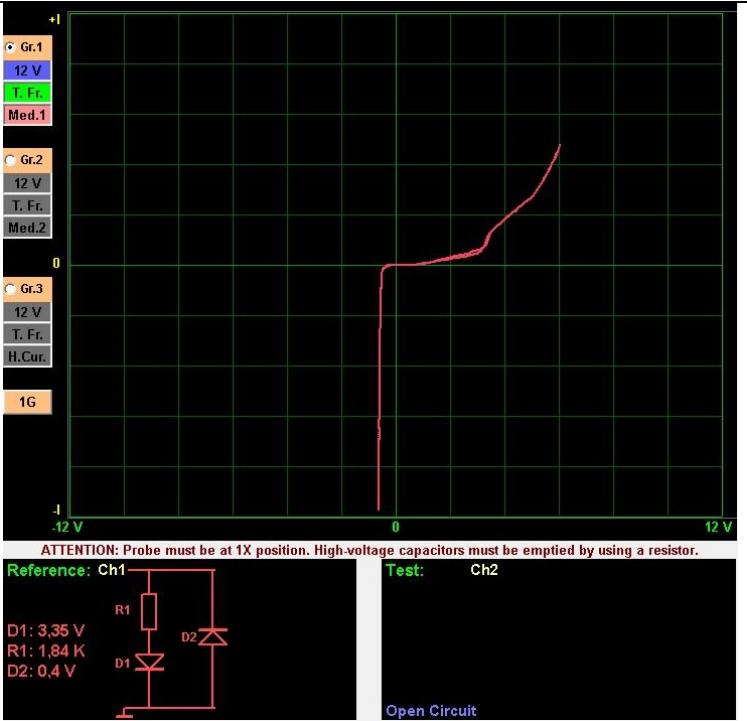 +I
Gr.1
12 V
T. Fr.
Med.1
Gr.2
12 V
T. Fr.
Med.2
0
Gr.3
12 V
T. Fr.
H.Cur.
1G
-I
-12 V
0
12 V
ATTENTION: Probe must be at 1X position. High-voltage capacitors must be emptied by using a resistor.
Reference: Ch1
R1
D1: 3,35 V
R1: 1,84 K
D2: 0,4 V
D2
D1
Test: Ch2
Open Circuit